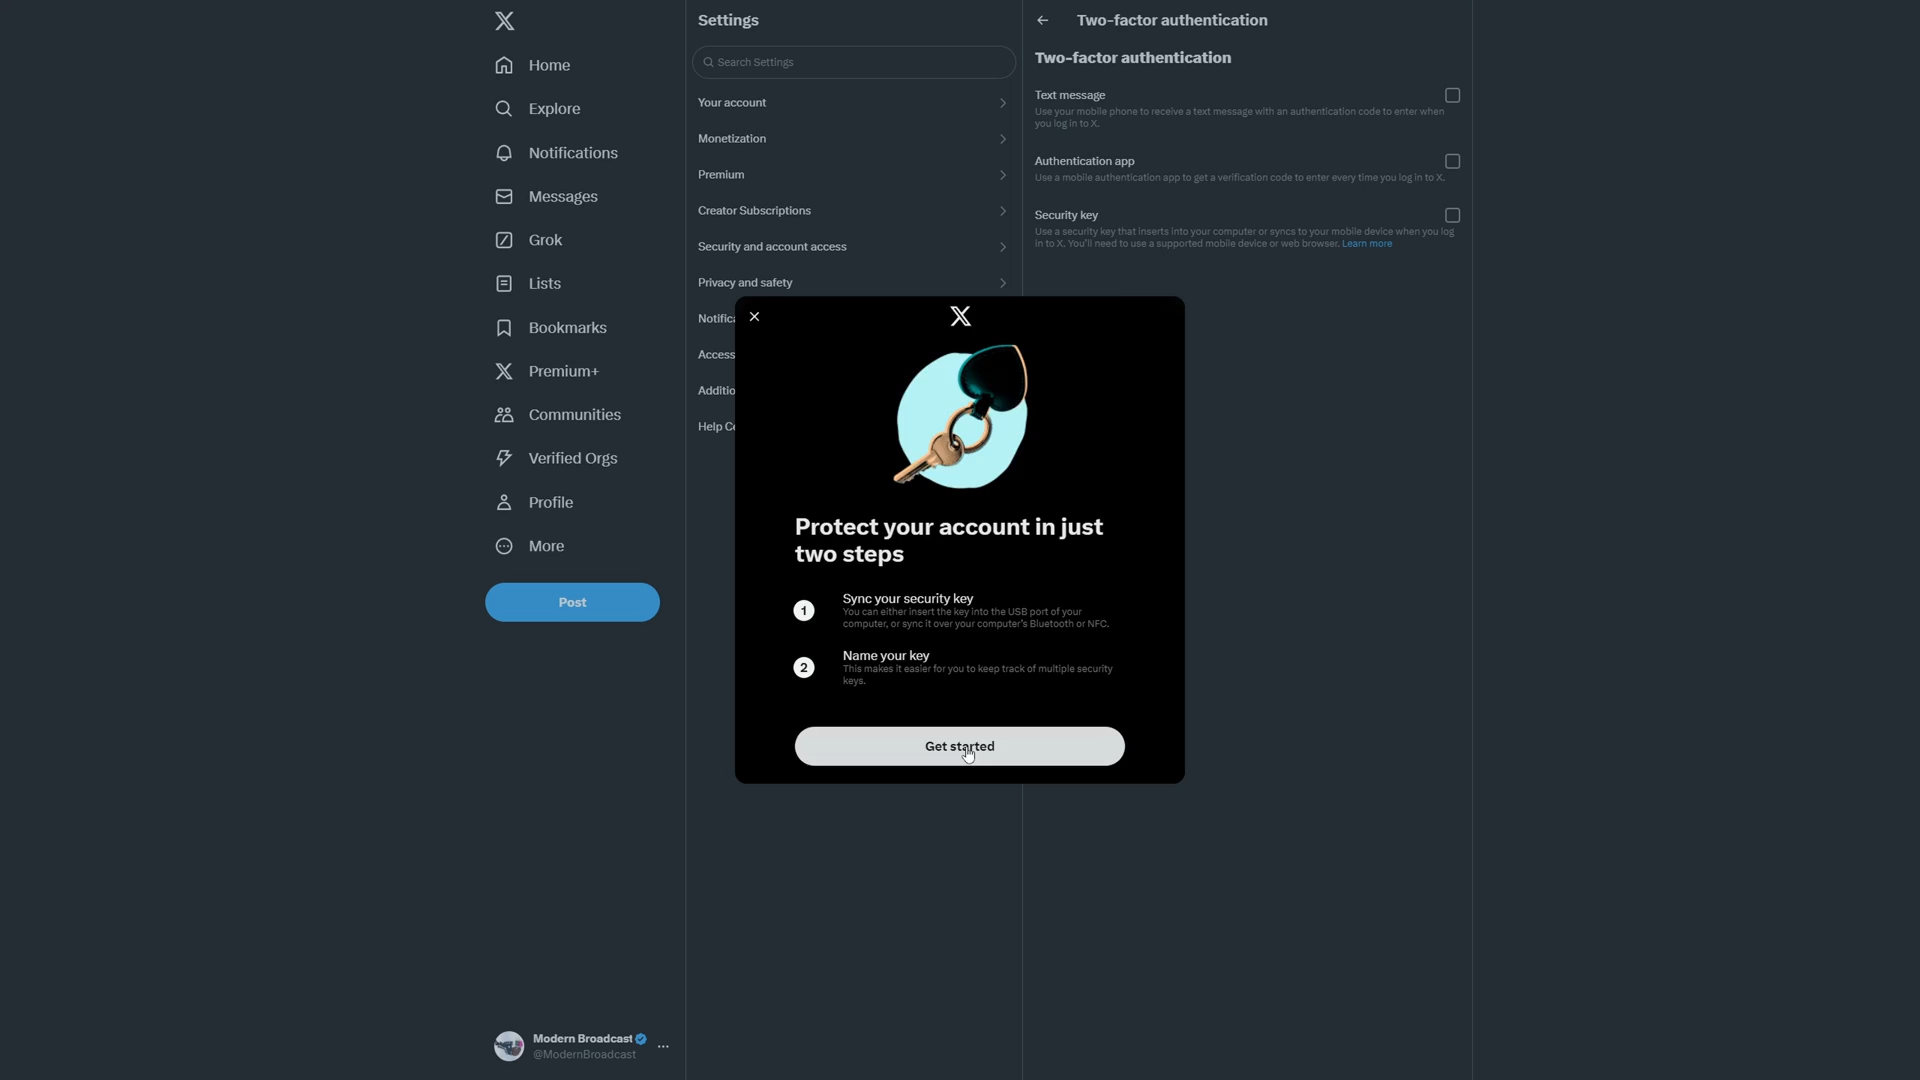 Home
Explore
Notifications
Messages
Grok
Lists
Bookmarks
Premium+
Communities
Verified Orgs
Profile
More
Post
Modern Broadcast
@ModernBroadcast
Settings
Search Settings
Your account
Monetization
Premium
Creator Subscriptions
Security and account access
Privacy and safety
Notifica
Access
Additio
Help Ce
Two-factor authentication
Two-factor authentication
Text message
Use your mobile phone to receive a text message with an authentication code to enter when
you log in to X.
Authentication app
Use a mobile authentication app to get a verification code to enter every time you log in to X.
Security key
Use a security key that inserts into your computer or syncs to your mobile device when you log
in to X. You'll need to use a supported mobile device or web browser. Learn more
Protect your account in just
two steps
1
Sync your security key
You can either insert the key into the USB port of your
computer, or sync it over your computer's Bluetooth or NFC.
2
Name your key
This makes it easier for you to keep track of multiple security
keys.
Get started